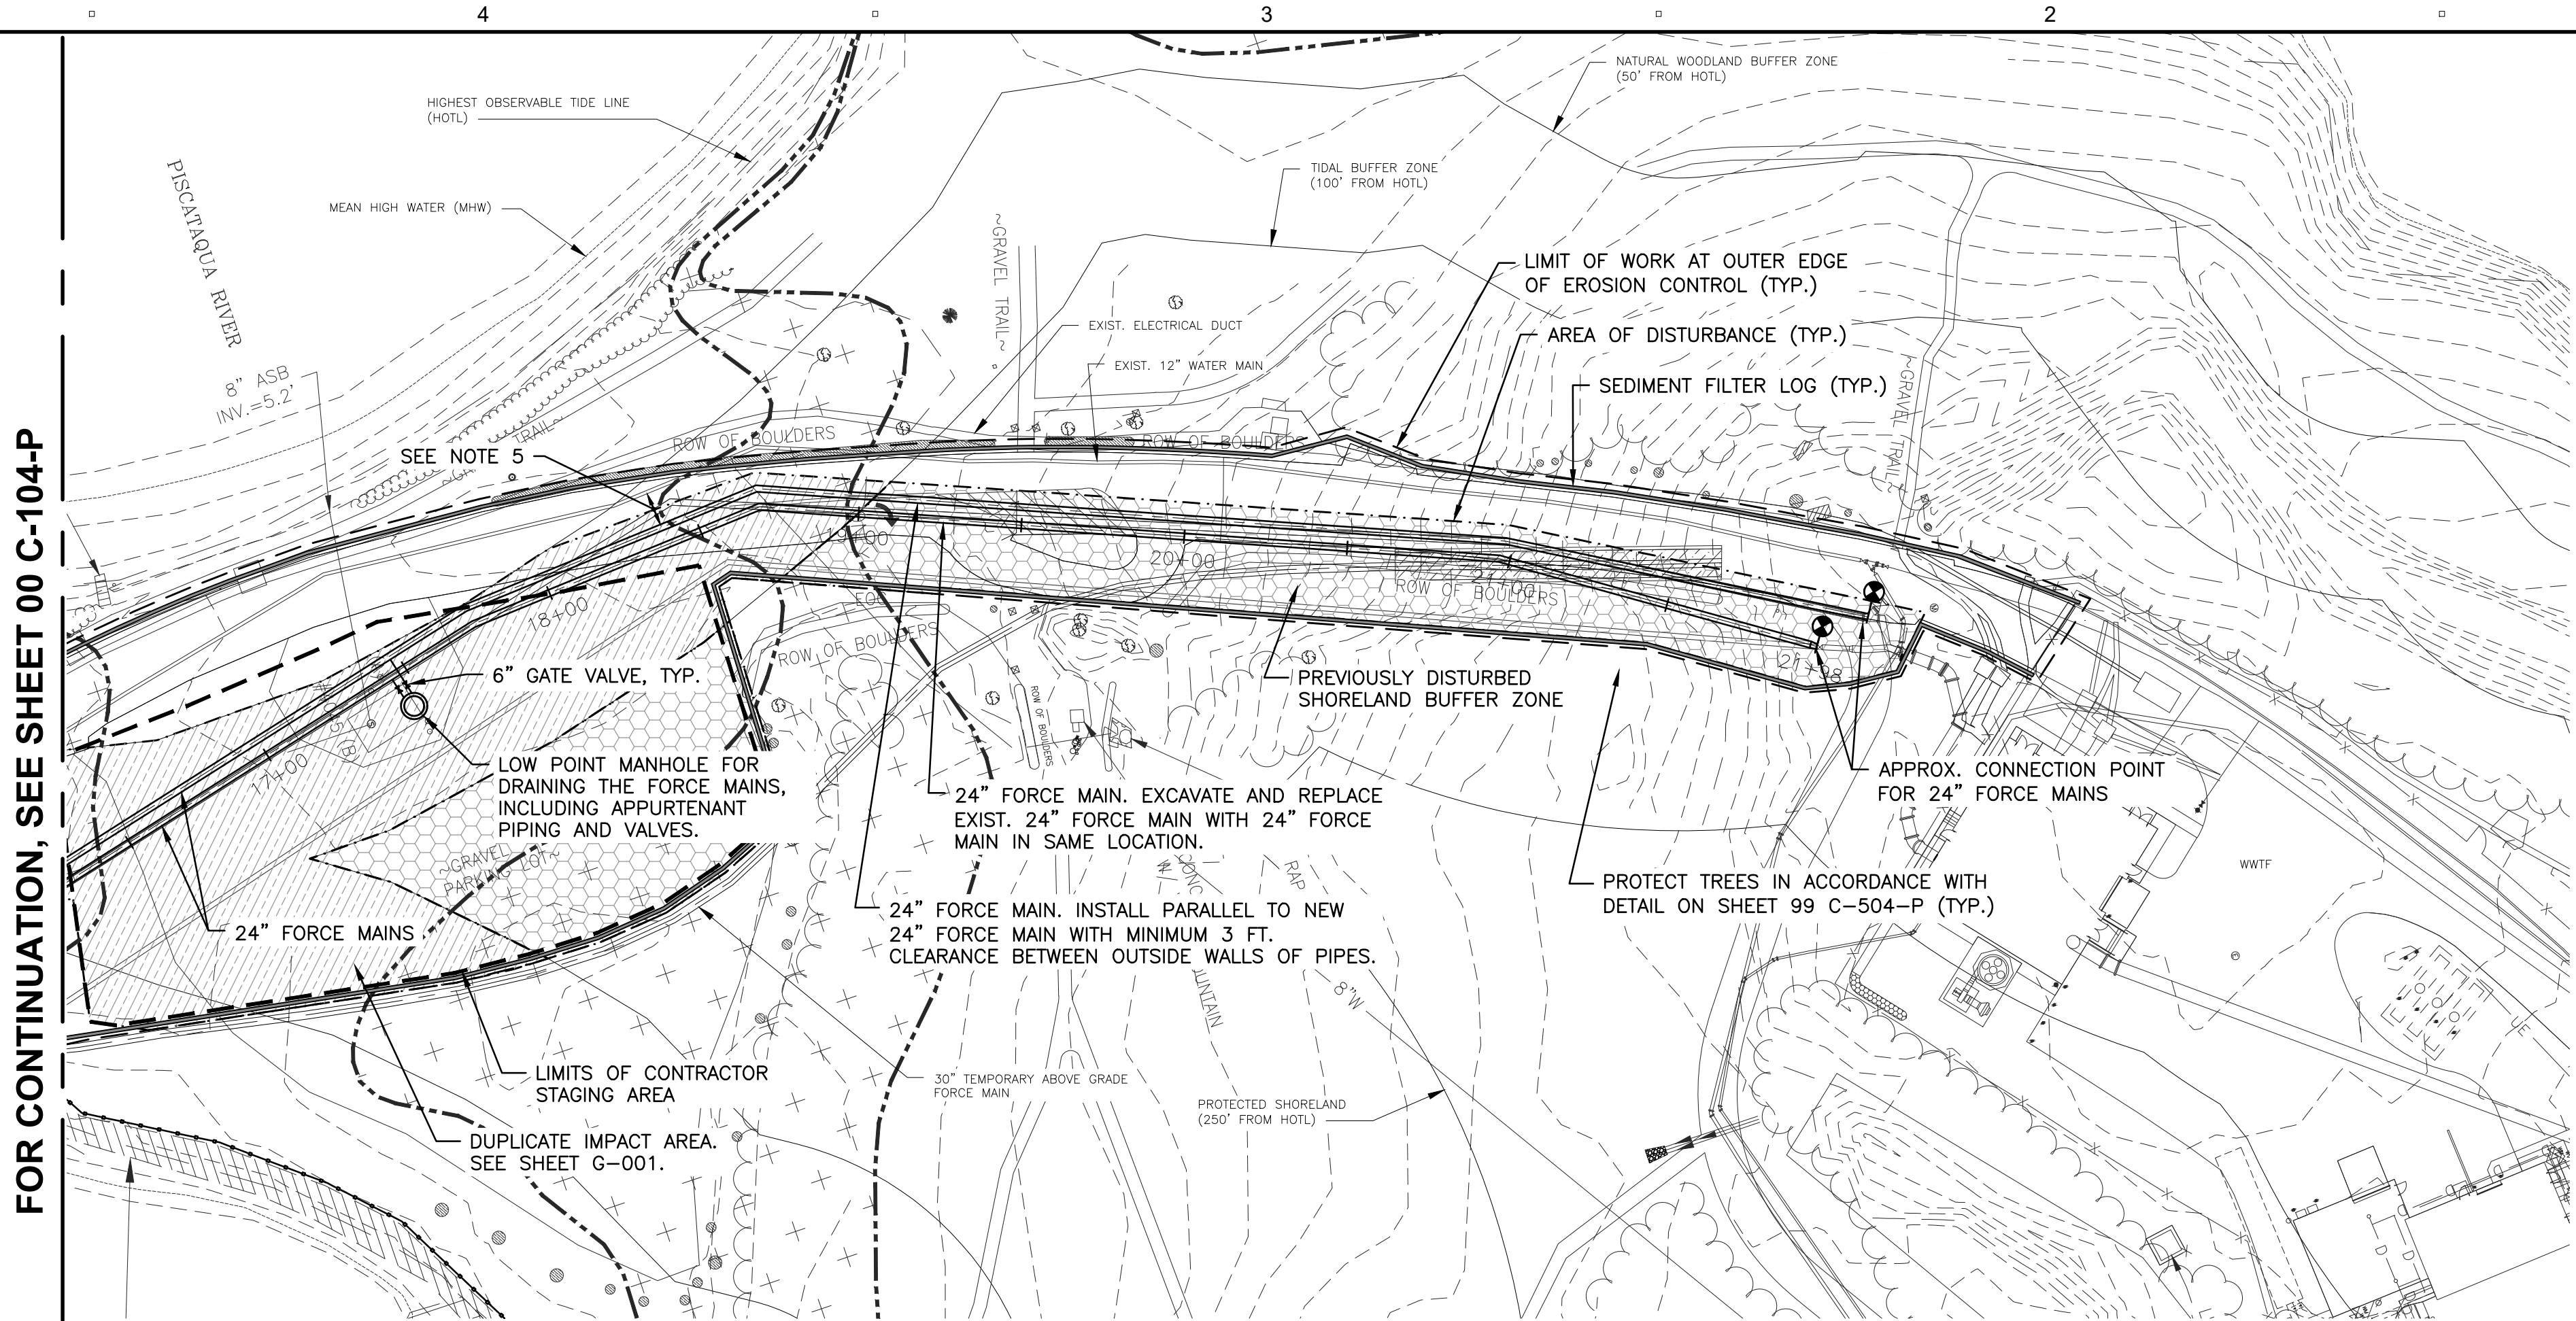 4
3
2
FOR CONTINUATION, SEE SHEET 00 C-104-P
NATURAL WOODLAND BUFFER ZONE
(50' FROM HOTL)
HIGHEST OBSERVABLE TIDE LINE
(HOTL)
PISCATAQUA RIVER
TIDAL BUFFER ZONE
(100' FROM HOTL)
MEAN HIGH WATER (MHW)
~GRAVEL TRAIL~
LIMIT OF WORK AT OUTER EDGE
OF EROSION CONTROL (TYP.)
EXIST. ELECTRICAL DUCT
AREA OF DISTURBANCE (TYP.)
EXIST. 12" WATER MAIN
8" ASB
INV.=5.2'
SEDIMENT FILTER LOG (TYP.)
~GRAVEL TRAIL~
TRAIL~
ROW OF BOULDERS
ROW OF BOULDERS
SEE NOTE 5
19+00
20+00
21+00
ROW OF BOULDERS
18+00
ROW OF BOULDERS
21+98
6" GATE VALVE, TYP.
PREVIOUSLY DISTURBED
SHORELAND BUFFER ZONE
ROW OF BOULDERS
17+00
LOW POINT MANHOLE FOR
DRAINING THE FORCE MAINS,
INCLUDING APPURTENANT
PIPING AND VALVES.
24" FORCE MAIN. EXCAVATE AND REPLACE
EXIST. 24" FORCE MAIN WITH 24" FORCE
MAIN IN SAME LOCATION.
APPROX. CONNECTION POINT
FOR 24" FORCE MAINS
~GRAVEL
PARKING LOT~
RAP
WWTF
PROTECT TREES IN ACCORDANCE WITH
DETAIL ON SHEET 99 C-504-P (TYP.)
24" FORCE MAINS
24" FORCE MAIN. INSTALL PARALLEL TO NEW
24" FORCE MAIN WITH MINIMUM 3 FT.
CLEARANCE BETWEEN OUTSIDE WALLS OF PIPES.
UNTAIN
8"W
UE
LIMITS OF CONTRACTOR
STAGING AREA
30" TEMPORARY ABOVE GRADE
FORCE MAIN
PROTECTED SHORELAND
(250' FROM HOTL)
DUPLICATE IMPACT AREA.
SEE SHEET G-001.